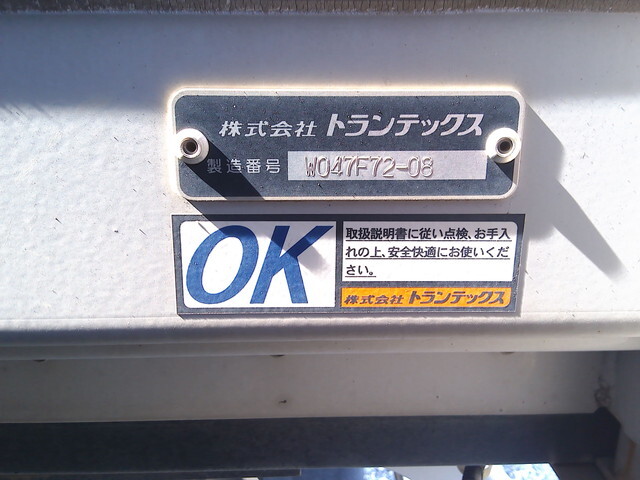 株式会社 トランテックス
製造番号 W047F72-08
OK
取扱説明書に従い点検、お手入
れの上、安全快適にお使いくだ
さい。
株式会社 トランテックス